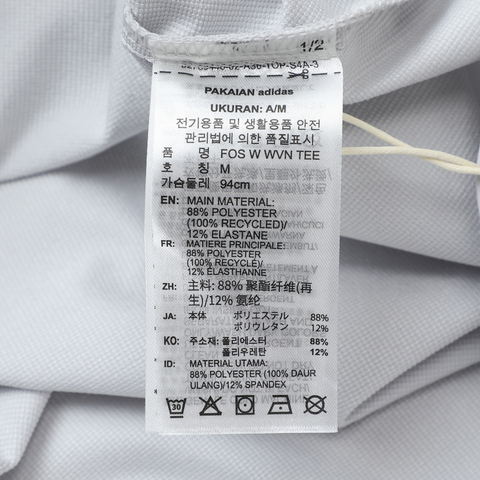 1/2
PAKAIAN adidas
UKURAN: A/M
전기용품 및 생활용품 안전
관리법에 의한 품질표시
품 명 FOS W WVN TEE
호 칭 M
가슴둘레 94cm
EN: MAIN MATERIAL:
88% POLYESTER
(100% RECYCLED)/
12% ELASTANE
FR: MATIERE PRINCIPALE:
88% POLYESTER
(100% RECYCLE)/
12% ELASTHANNE
ZH: 主料: 88% 聚酯纤维(再
生)/12% 氨纶
JA: 本体 ポリエステル 88%
ポリウレタン 12%
KO: 주소재: 폴리에스터 88%
폴리우레탄 12%
ID: MATERIAL UTAMA:
88% POLYESTER (100% DAUR
ULANG)/12% SPANDEX
30